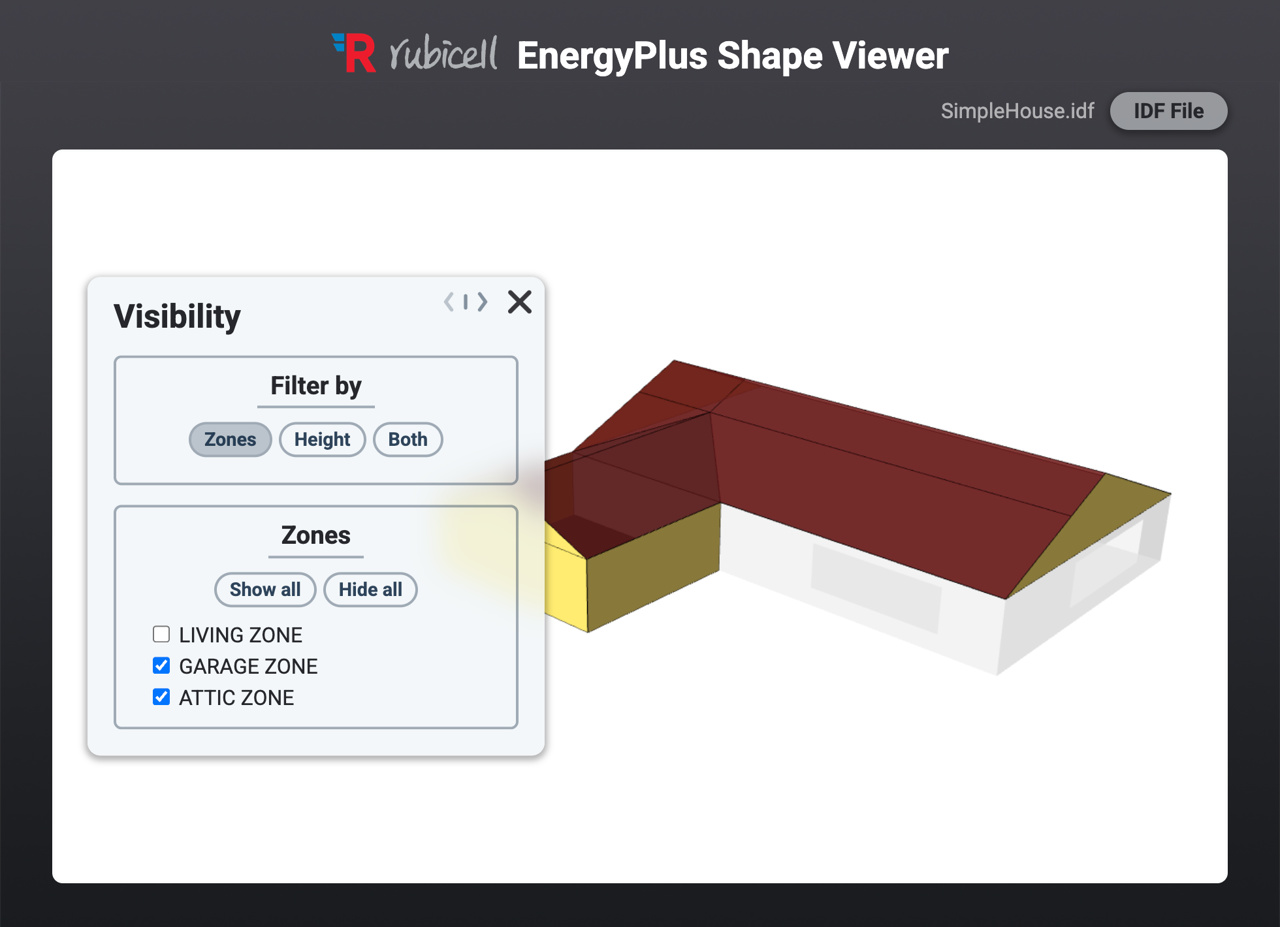 R rubicell EnergyPlus Shape Viewer
SimpleHouse.idf IDF File
Visibility
Filter by
Zones Height Both
Zones
Show all Hide all
LIVING ZONE
GARAGE ZONE
ATTIC ZONE